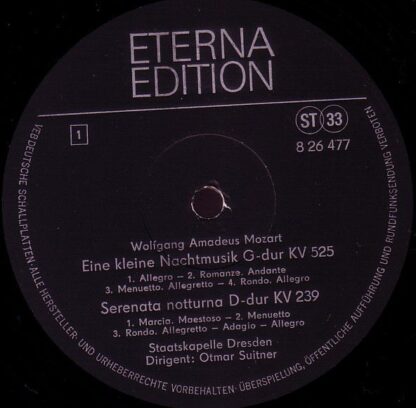 ETERNA
EDITION
ST 33
1
8 26 477
Wolfgang Amadeus Mozart
Eine kleine Nachtmusik G-dur KV 525
1. Allegro – 2. Romanze. Andante
3. Menuetto. Allegretto – 4. Rondo. Allegro
Serenata notturna D-dur KV 239
1. Marcia. Maestoso – 2. Menuetto
3. Rondo. Allegretto – Adagio – Allegro
Staatskapelle Dresden
Dirigent: Otmar Suitner
VEB DEUTSCHE SCHALLPLATTEN · ALLE HERSTELLER UND URHEBERRECHTE VORBEHALTEN · ÜBERSPIELUNG, ÖFFENTLICHE AUFFÜHRUNG UND RUNDFUNKSENDUNG VERBOTEN